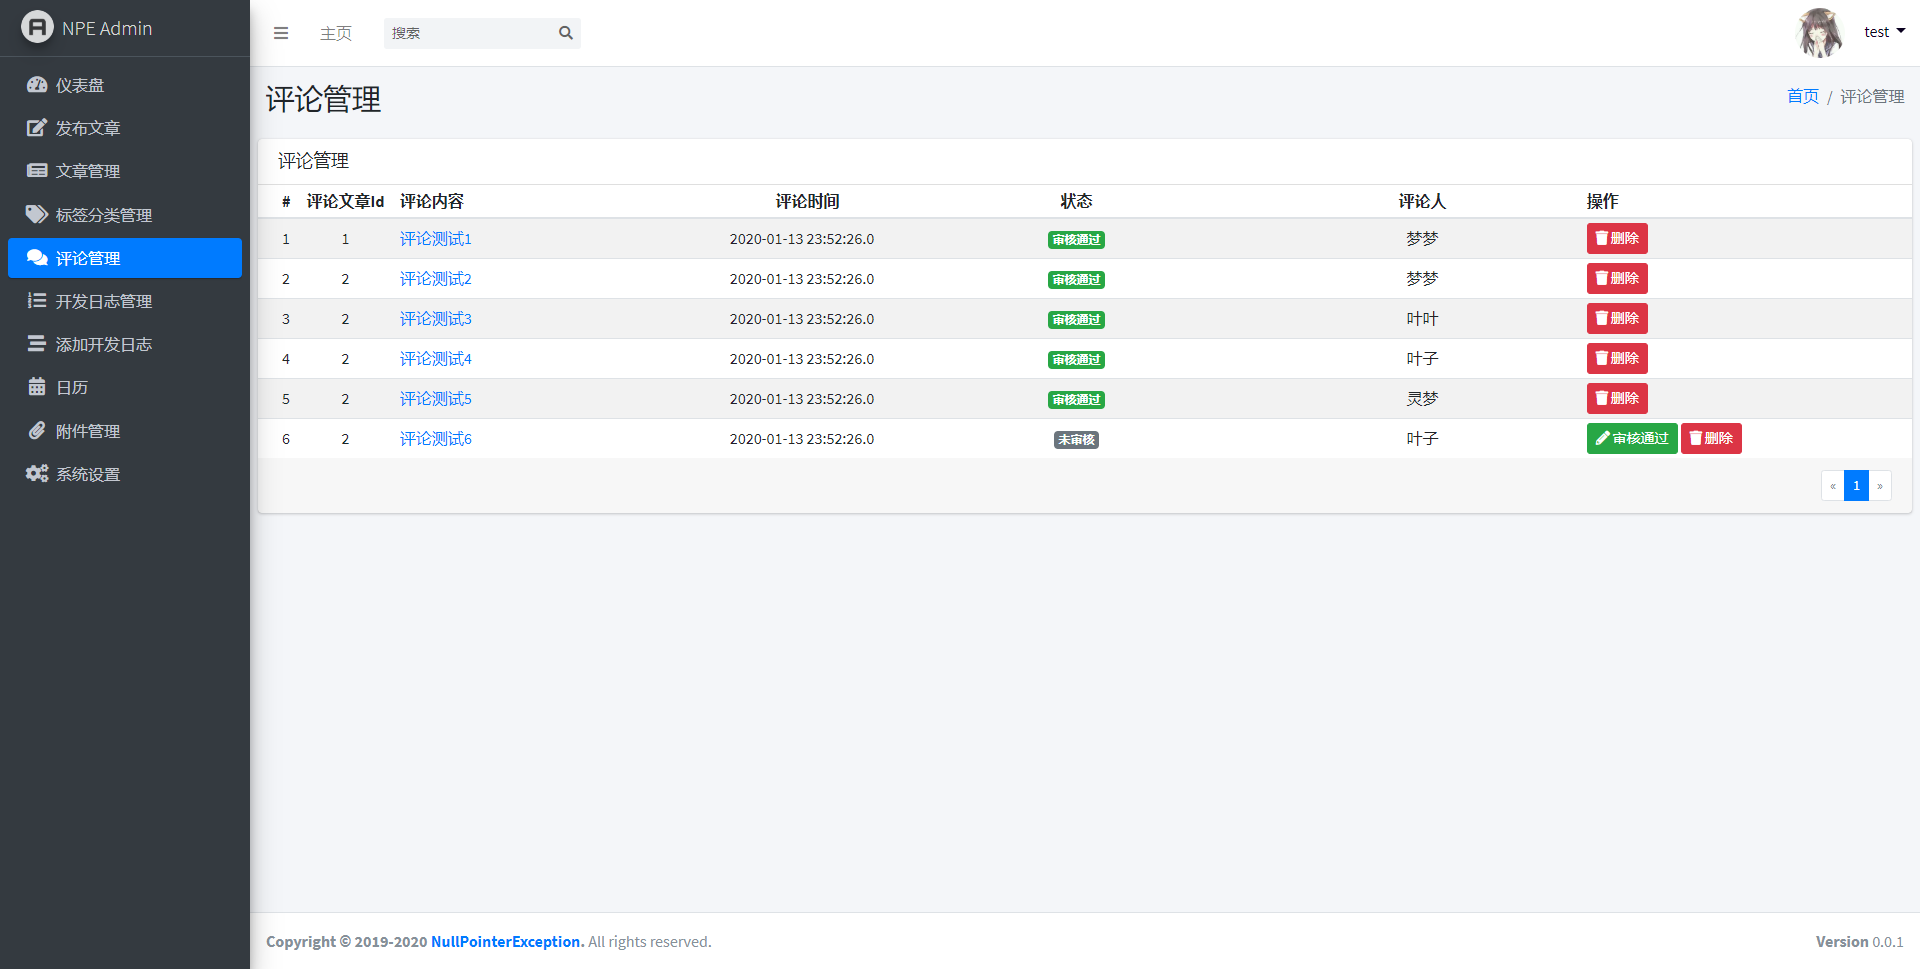 NPE Admin
主页
搜索
test
仪表盘
发布文章
文章管理
标签分类管理
评论管理
开发日志管理
添加开发日志
日历
附件管理
系统设置
评论管理
首页 / 评论管理
评论管理
# 评论文章Id 评论内容 评论时间 状态 评论人 操作
1 1 评论测试1 2020-01-13 23:52:26.0 审核通过 梦梦 删除
2 2 评论测试2 2020-01-13 23:52:26.0 审核通过 梦梦 删除
3 2 评论测试3 2020-01-13 23:52:26.0 审核通过 叶叶 删除
4 2 评论测试4 2020-01-13 23:52:26.0 审核通过 叶子 删除
5 2 评论测试5 2020-01-13 23:52:26.0 审核通过 灵梦 删除
6 2 评论测试6 2020-01-13 23:52:26.0 未审核 叶子 审核通过 删除
« 1 »
Copyright © 2019-2020 NullPointerException. All rights reserved.
Version 0.0.1